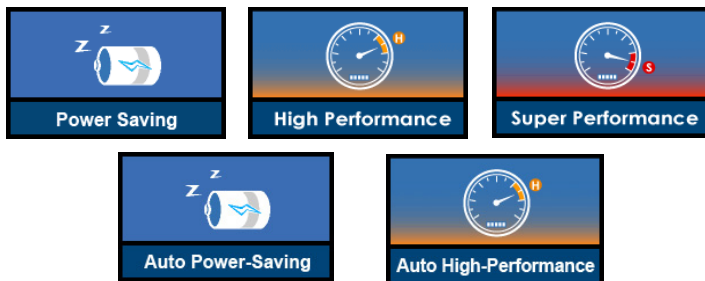 z z
Power Saving
H
High Performance
S
Super Performance
z z
Auto Power-Saving
H
Auto High-Performance